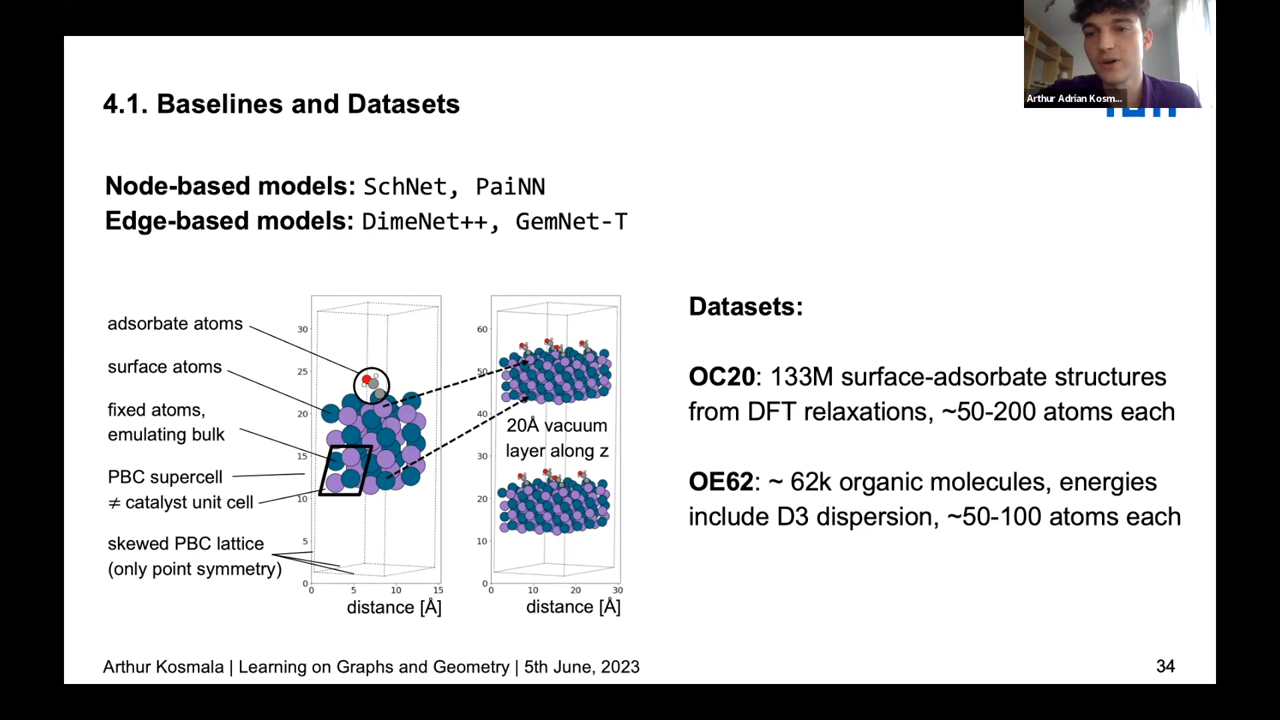 Arthur Adrian Kosm...
4.1. Baselines and Datasets
Node-based models: SchNet, PaiNN
Edge-based models: DimeNet++, GemNet-T
adsorbate atoms
surface atoms
fixed atoms,
emulating bulk
PBC supercell
≠ catalyst unit cell
skewed PBC lattice
(only point symmetry)
30
25
20
15
10
5
0
0 5 10 15
distance [Å]
60
50
40
30
20
10
0
0 10 20 30
distance [Å]
20Å vacuum
layer along z
Datasets:
OC20: 133M surface-adsorbate structures
from DFT relaxations, ~50-200 atoms each
OE62: ~ 62k organic molecules, energies
include D3 dispersion, ~50-100 atoms each
Arthur Kosmala | Learning on Graphs and Geometry | 5th June, 2023
34